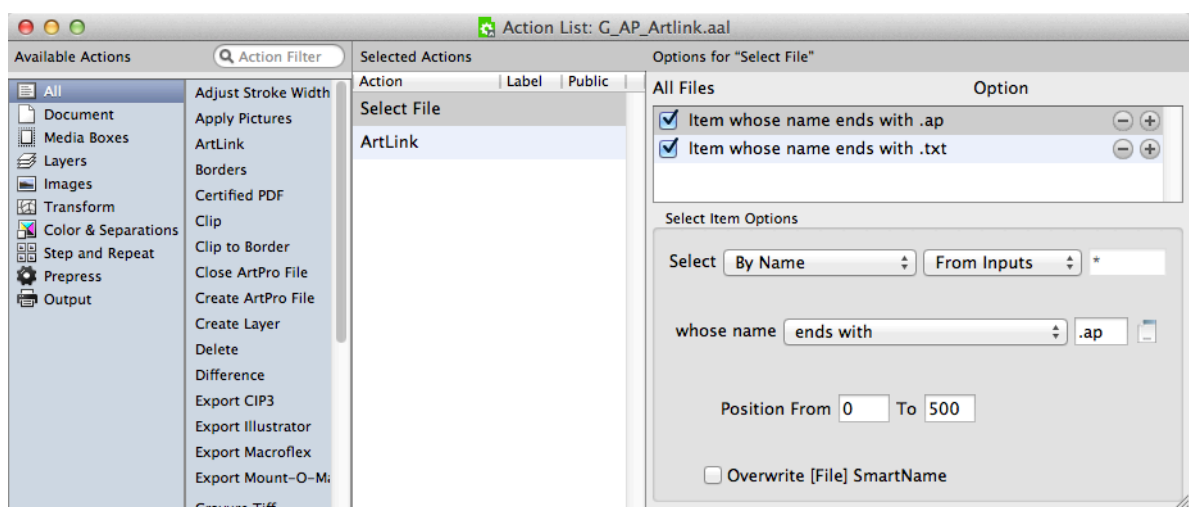 Action List: G_AP_Artlink.aal
Available Actions
Action Filter
Selected Actions
Options for "Select File"
All
Document
Media Boxes
Layers
Images
Transform
Color & Separations
Step and Repeat
Prepress
Output
Adjust Stroke Width
Apply Pictures
ArtLink
Borders
Certified PDF
Clip
Clip to Border
Close ArtPro File
Create ArtPro File
Create Layer
Delete
Difference
Export CIP3
Export Illustrator
Export Macroflex
Export Mount-O-Ma
Action Label Public
Select File
ArtLink
All Files Option
Item whose name ends with .ap
Item whose name ends with .txt
Select Item Options
Select By Name From Inputs *
whose name ends with .ap
Position From 0 To 500
Overwrite [File] SmartName